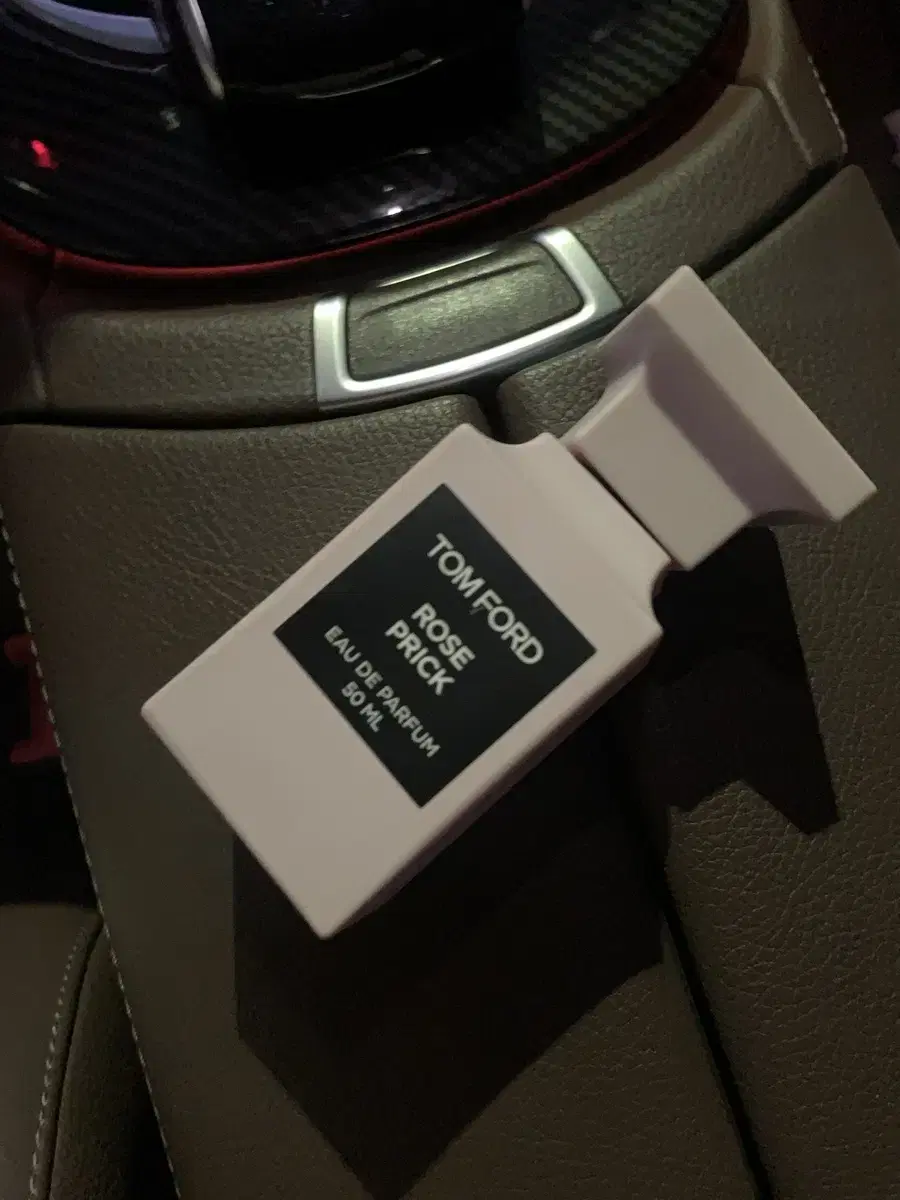 TOM FORD
ROSE
PRICK
EAU DE PARFUM
50 ML